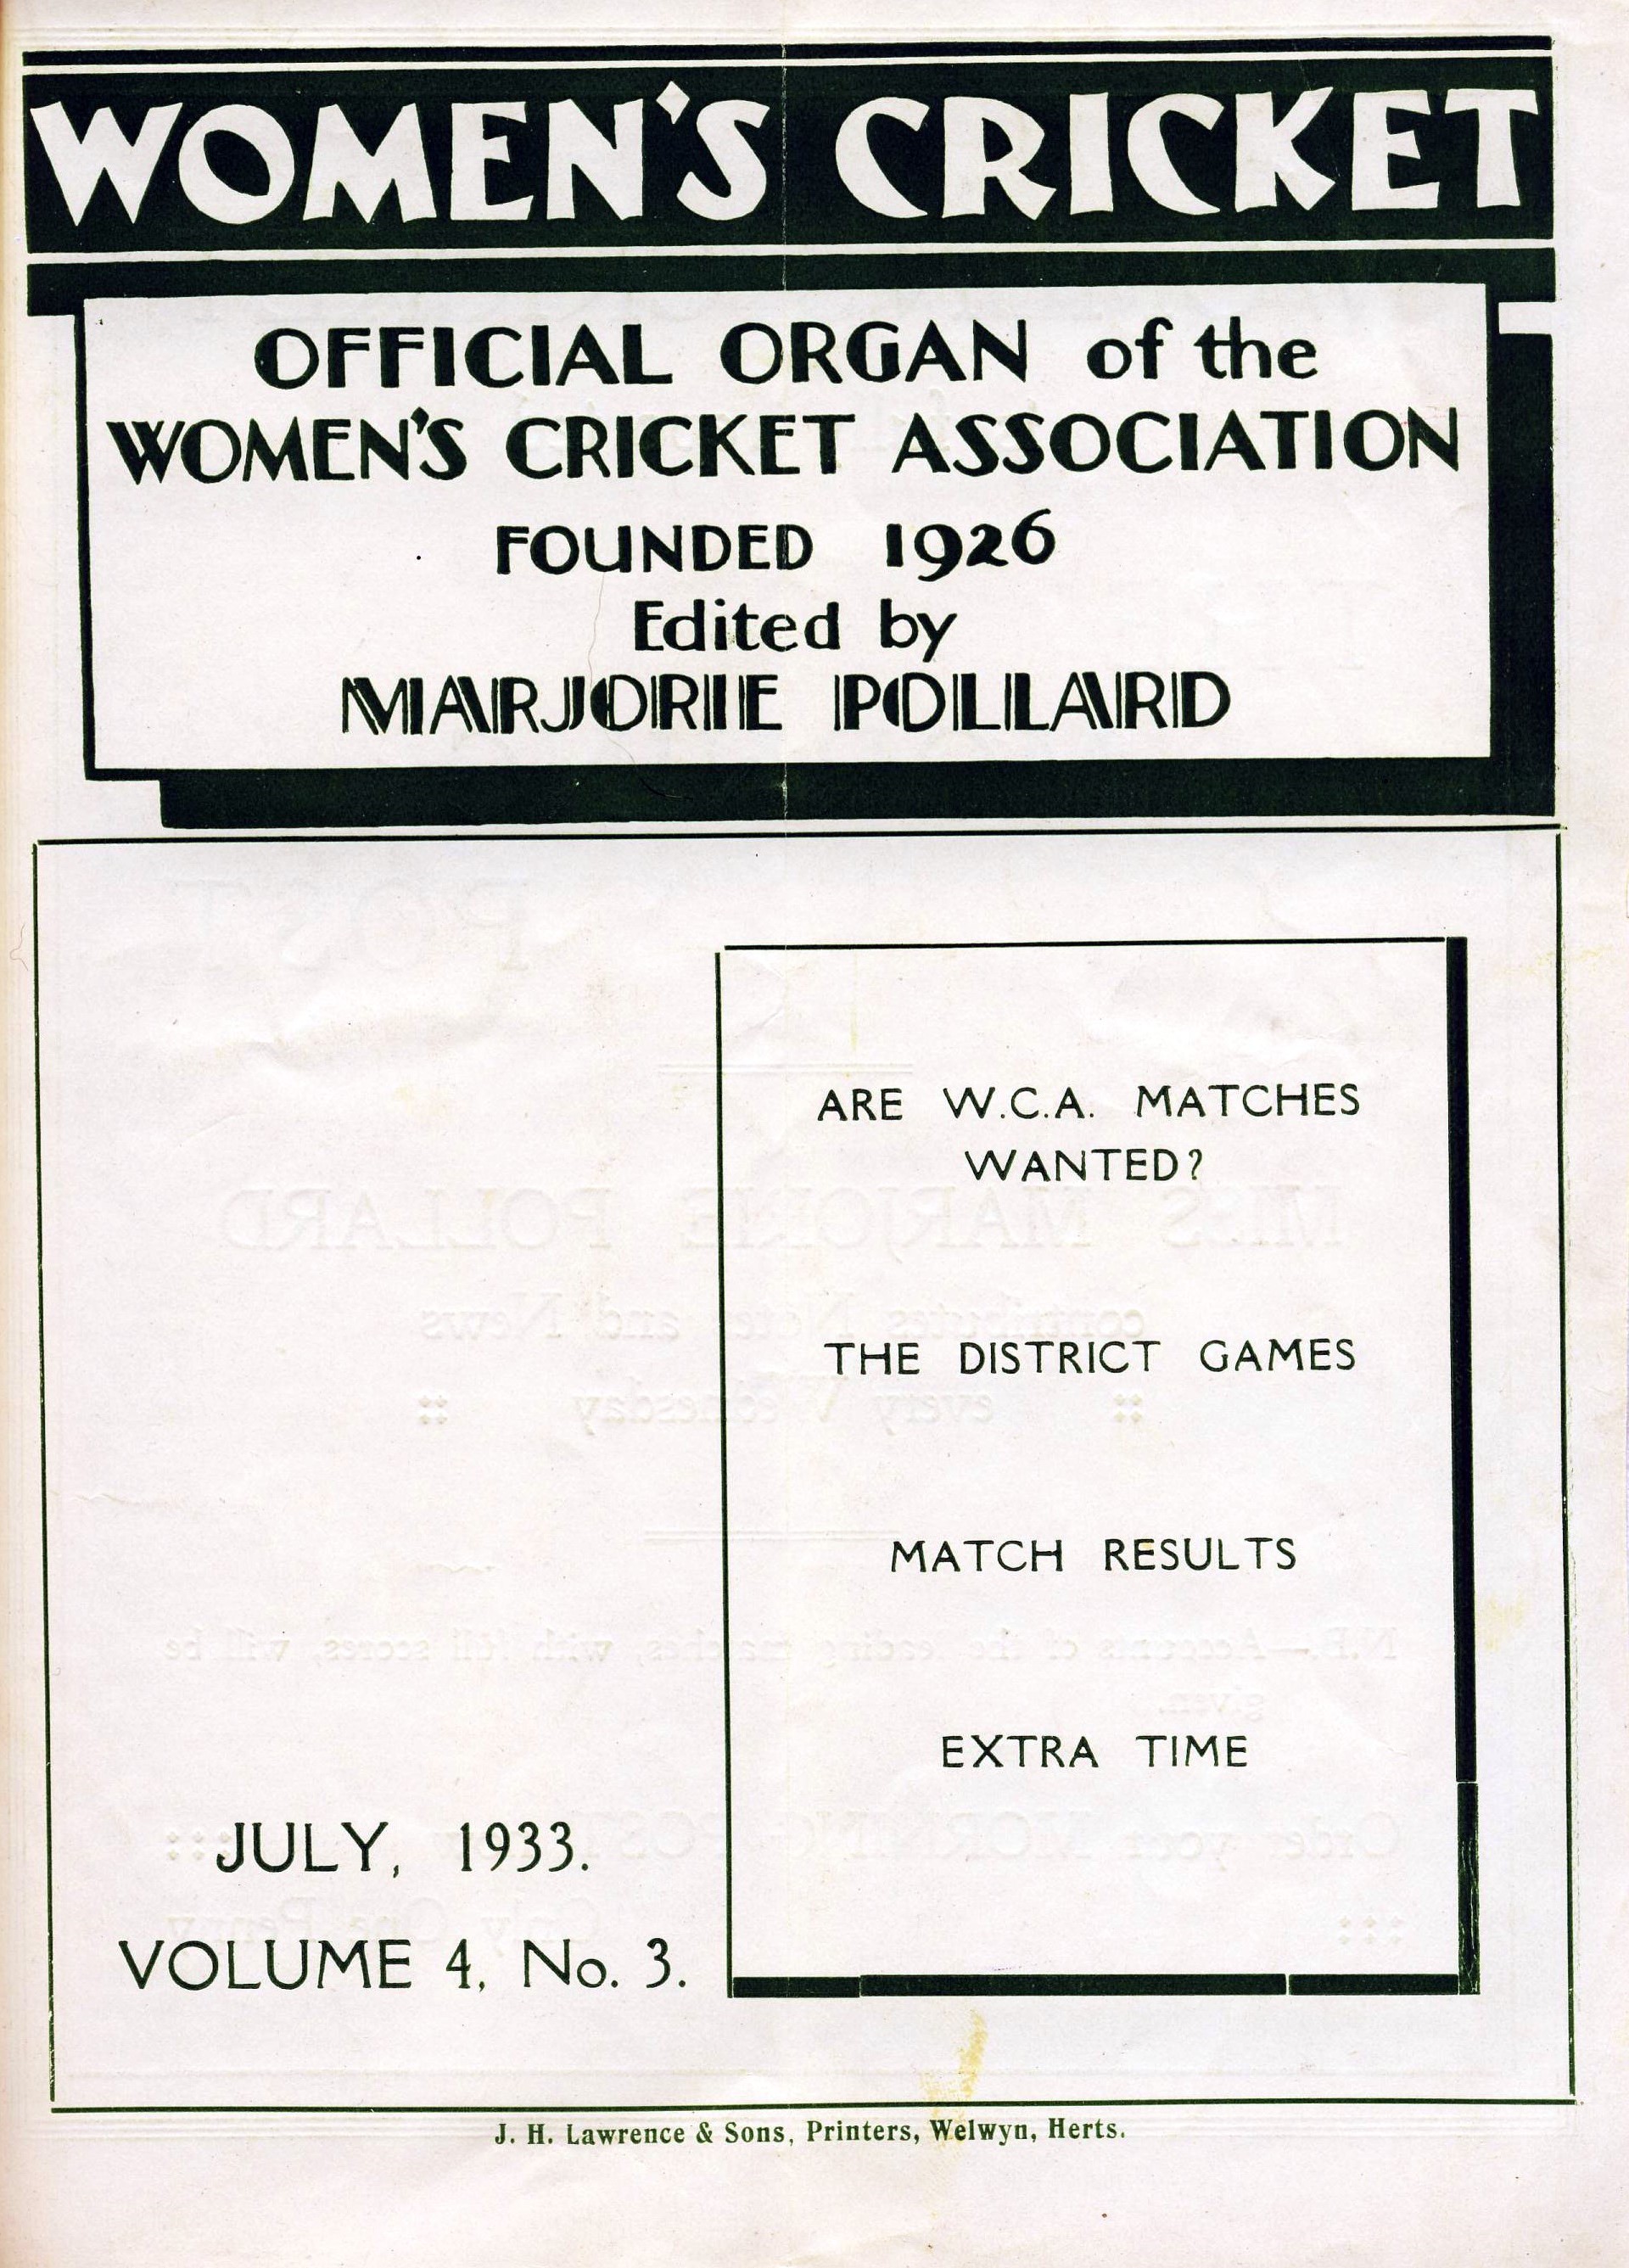 WOMEN'S CRICKET
OFFICIAL ORGAN of the
WOMEN'S CRICKET ASSOCIATION
FOUNDED 1926
Edited by
MARJORIE POLLARD
ARE W.C.A. MATCHES
WANTED?
THE DISTRICT GAMES
MATCH RESULTS
EXTRA TIME
JULY, 1933.
VOLUME 4, No. 3.
J. H. Lawrence & Sons, Printers, Welwyn, Herts.